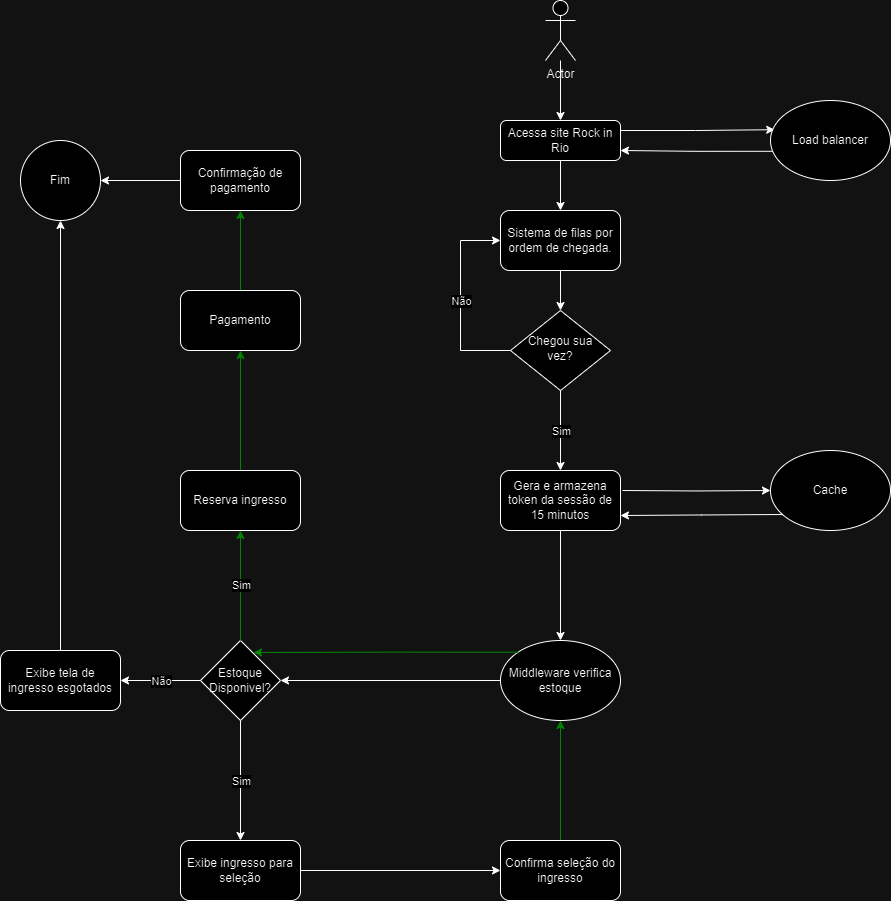 Actor
Acessa site Rock in
Rio
Load balancer
Fim
Confirmação de
pagamento
Sistema de filas por
ordem de chegada.
Não
Pagamento
Chegou sua
vez?
Sim
Reserva ingresso
Gera e armazena
token da sessão de
15 minutos
Cache
Sim
Exibe tela de
ingresso esgotados
Não
Estoque
Disponivel?
Middleware verifica
estoque
Sim
Exibe ingresso para
seleção
Confirma seleção do
ingresso